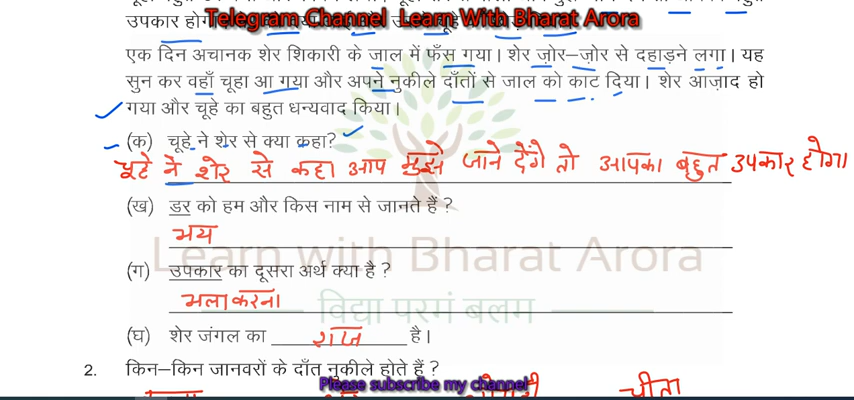 उपकार होग
Telegram Channel Learn With Bharat Arora
एक दिन अचानक शेर शिकारी के जाल में फँस गया। शेर ज़ोर–ज़ोर से दहाड़ने लगा। यह
सुन कर वहाँ चूहा आ गया और अपने नुकीले दाँतों से जाल को काट दिया। शेर आज़ाद हो
गया और चूहे का बहुत धन्यवाद किया।
(क) चूहे ने शेर से क्या कहा?
चूहे ने शेर से कहा आप मुझे जाने देंगे तो आपका बहुत उपकार होगा।
(ख) डर को हम और किस नाम से जानते हैं ?
भय
Learn with Bharat Arora
(ग) उपकार का दूसरा अर्थ क्या है ?
भला करना
विद्या परमं बलम
(घ) शेर जंगल का राजा है।
2. किन–किन जानवरों के दाँत नुकीले होते हैं ?
Please subscribe my channel
चीता